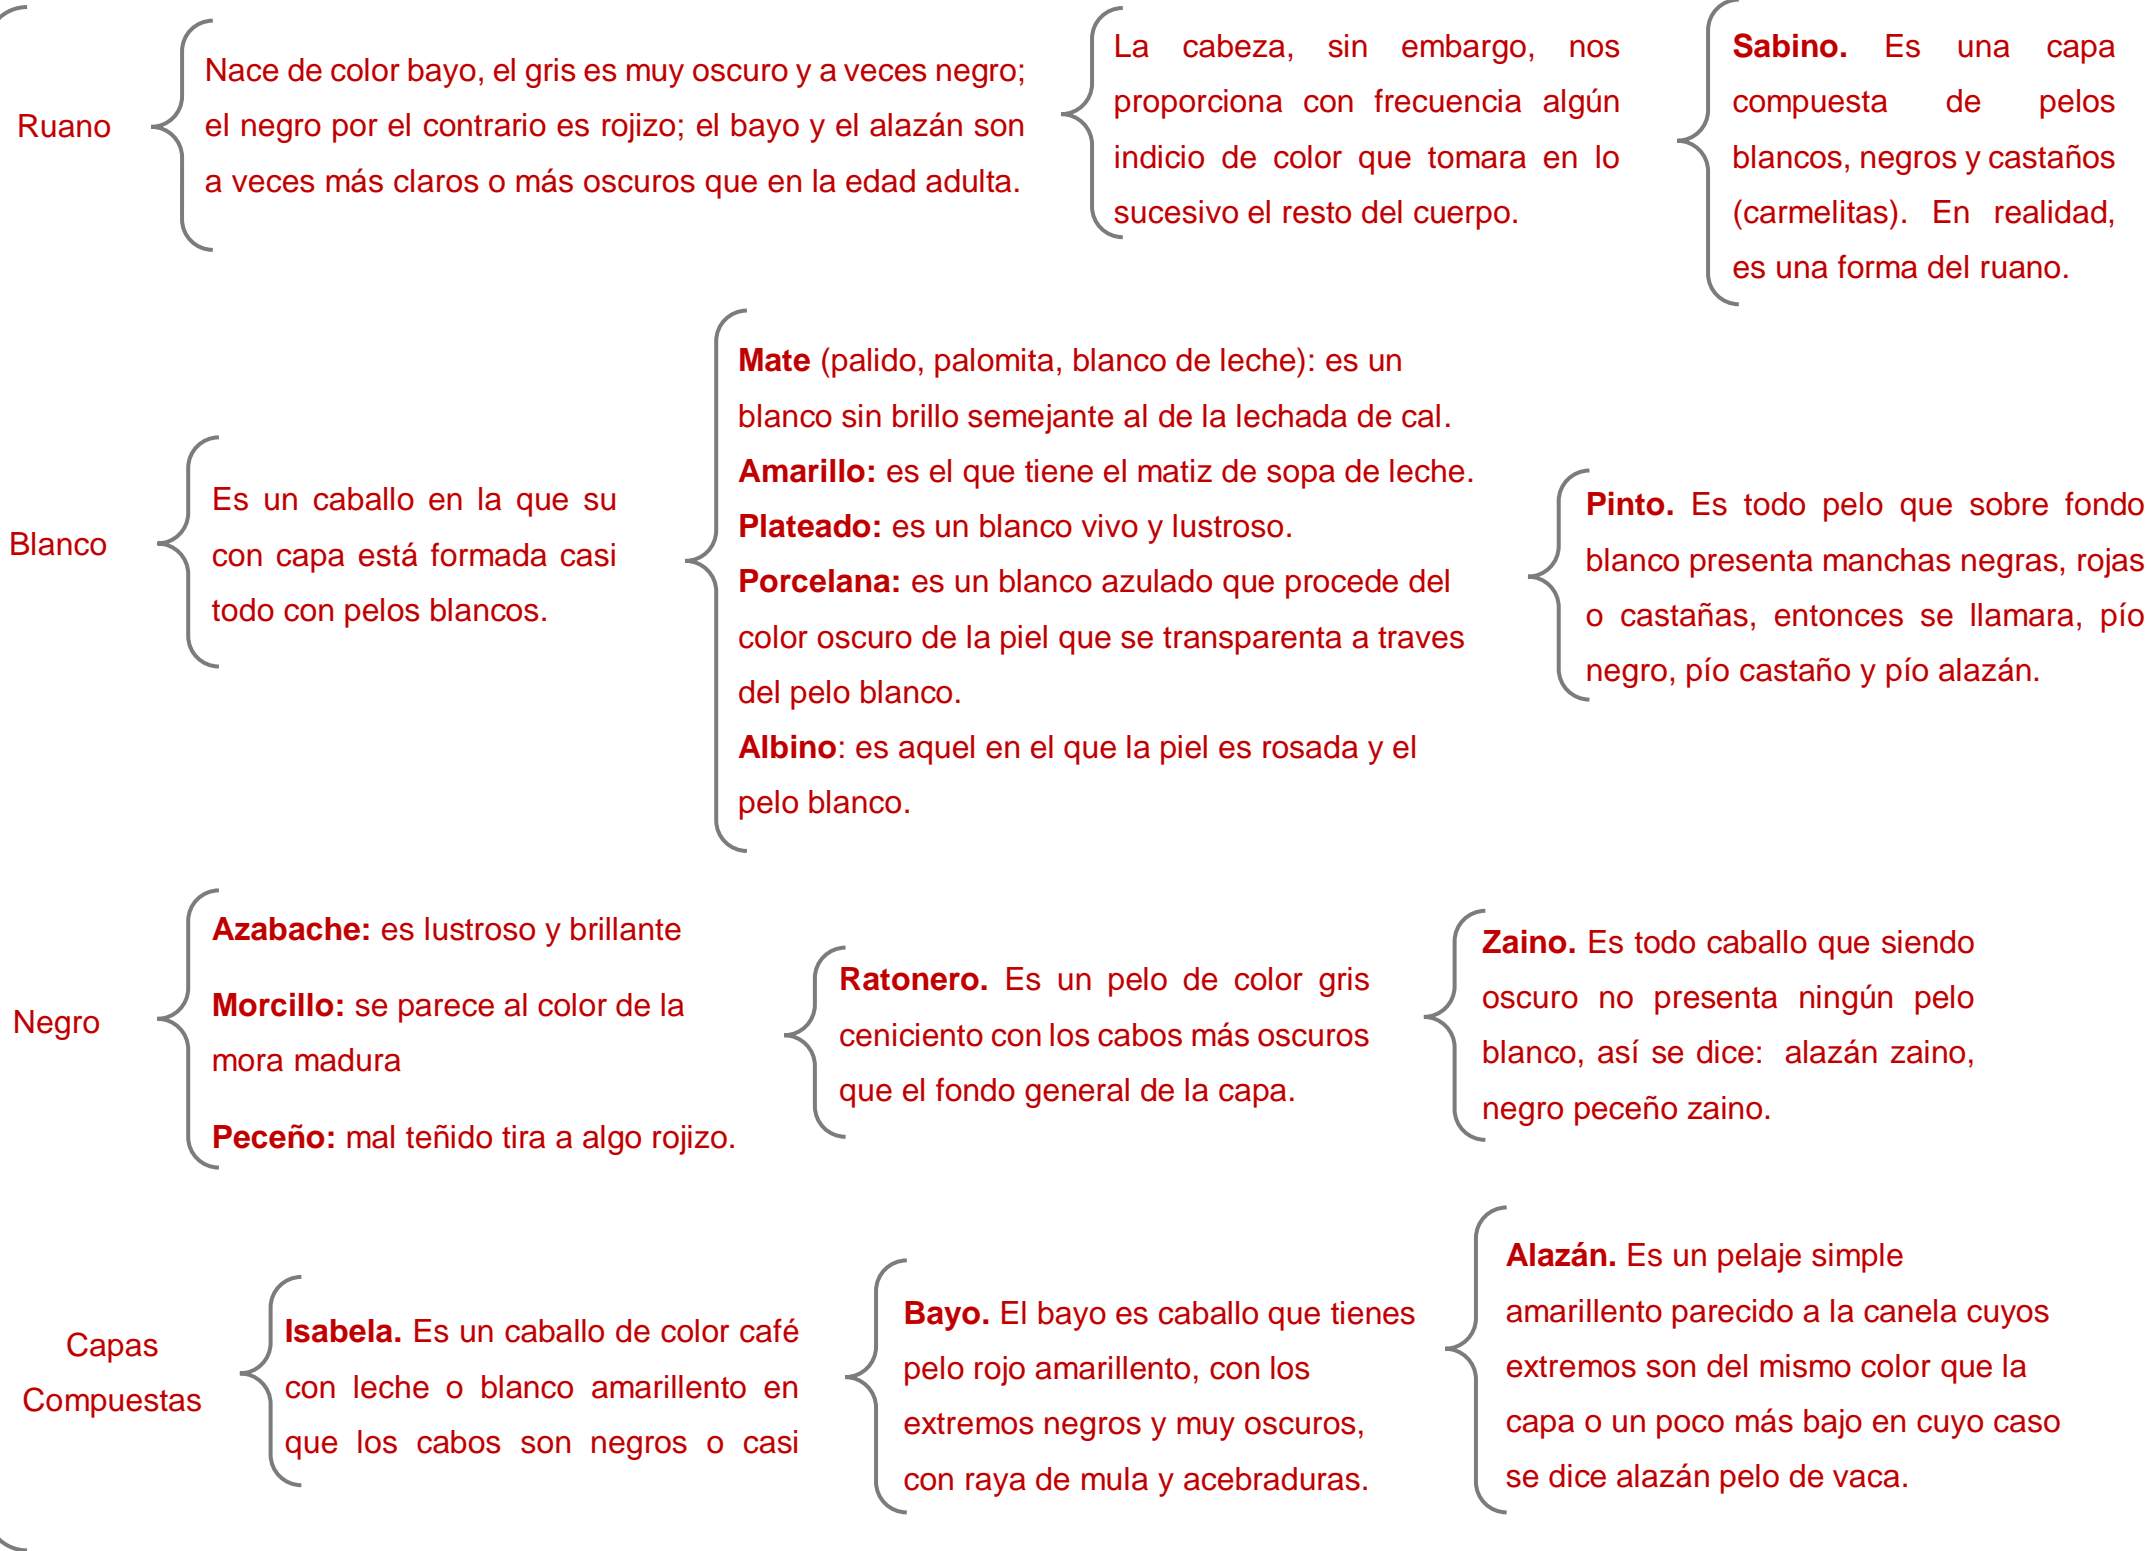 Ruano
Nace de color bayo, el gris es muy oscuro y a veces negro;
el negro por el contrario es rojizo; el bayo y el alazán son
a veces más claros o más oscuros que en la edad adulta.
La cabeza, sin embargo, nos
proporciona con frecuencia algún
indicio de color que tomara en lo
sucesivo el resto del cuerpo.
Sabino. Es una capa
compuesta de pelos
blancos, negros y castaños
(carmelitas). En realidad,
es una forma del ruano.
Blanco
Es un caballo en la que su
con capa está formada casi
todo con pelos blancos.
Mate (palido, palomita, blanco de leche): es un
blanco sin brillo semejante al de la lechada de cal.
Amarillo: es el que tiene el matiz de sopa de leche.
Plateado: es un blanco vivo y lustroso.
Porcelana: es un blanco azulado que procede del
color oscuro de la piel que se transparenta a traves
del pelo blanco.
Albino: es aquel en el que la piel es rosada y el
pelo blanco.
Pinto. Es todo pelo que sobre fondo
blanco presenta manchas negras, rojas
o castañas, entonces se llamara, pío
negro, pío castaño y pío alazán.
Negro
Azabache: es lustroso y brillante
Morcillo: se parece al color de la
mora madura
Peceño: mal teñido tira a algo rojizo.
Ratonero. Es un pelo de color gris
ceniciento con los cabos más oscuros
que el fondo general de la capa.
Zaino. Es todo caballo que siendo
oscuro no presenta ningún pelo
blanco, así se dice: alazán zaino,
negro peceño zaino.
Capas
Compuestas
Isabela. Es un caballo de color café
con leche o blanco amarillento en
que los cabos son negros o casi
Bayo. El bayo es caballo que tienes
pelo rojo amarillento, con los
extremos negros y muy oscuros,
con raya de mula y acebraduras.
Alazán. Es un pelaje simple
amarillento parecido a la canela cuyos
extremos son del mismo color que la
capa o un poco más bajo en cuyo caso
se dice alazán pelo de vaca.